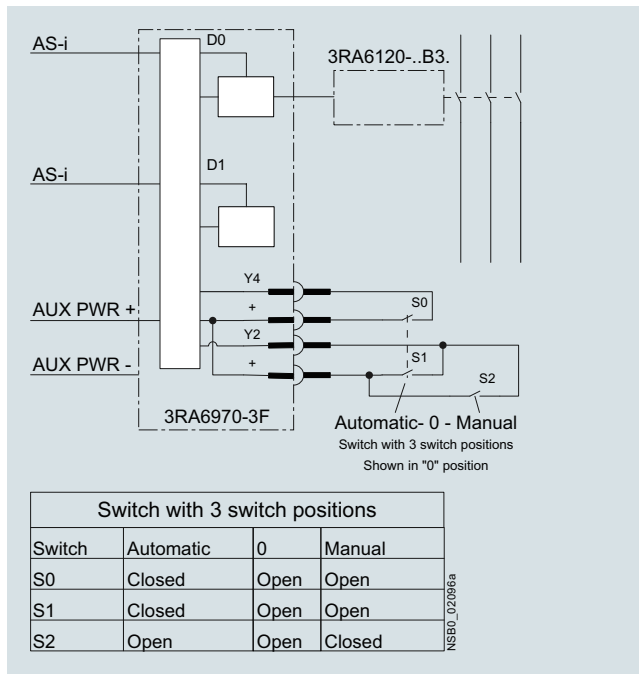 AS-i
D0
3RA6120-..B3.
AS-i
D1
Y4
S0
AUX PWR +
+
Y2
S1
AUX PWR -
+
S2
3RA6970-3F
Automatic- 0 - Manual
Switch with 3 switch positions
Shown in "0" position
Switch with 3 switch positions
Switch Automatic 0 Manual
S0 Closed Open Open
S1 Closed Open Open
S2 Open Open Closed
NSB0_02096a